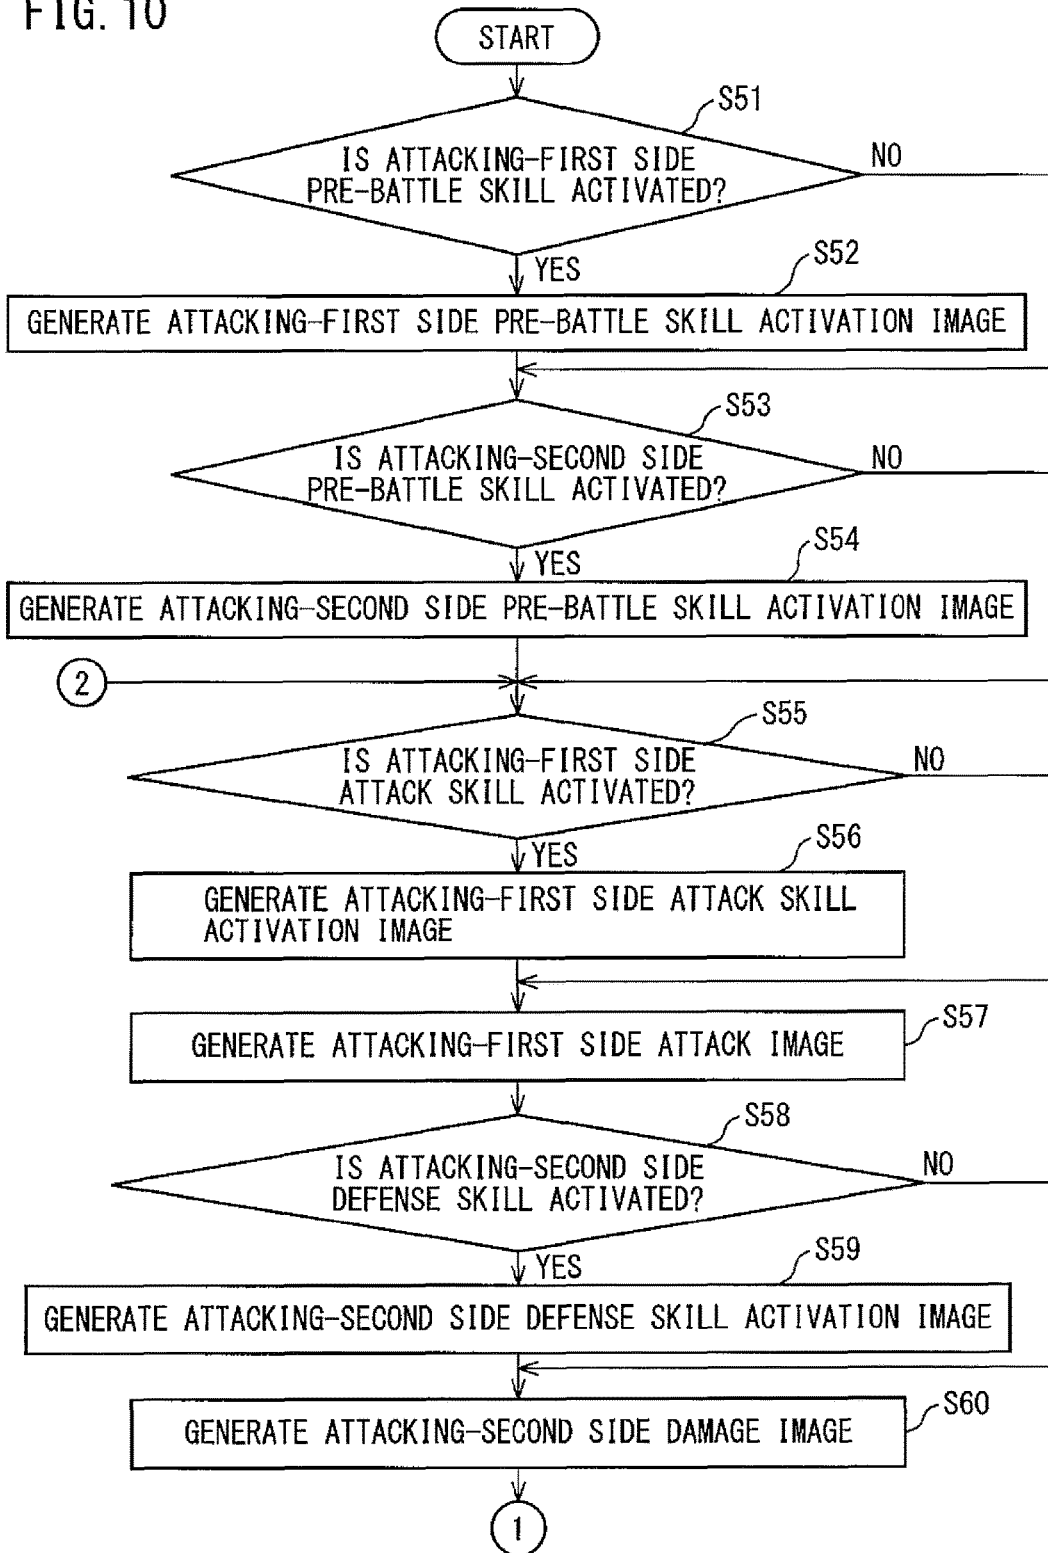 FIG. 10
START
S51
IS ATTACKING-FIRST SIDE
PRE-BATTLE SKILL ACTIVATED?
NO
YES
S52
GENERATE ATTACKING-FIRST SIDE PRE-BATTLE SKILL ACTIVATION IMAGE
S53
IS ATTACKING-SECOND SIDE
PRE-BATTLE SKILL ACTIVATED?
NO
YES
S54
GENERATE ATTACKING-SECOND SIDE PRE-BATTLE SKILL ACTIVATION IMAGE
2
S55
IS ATTACKING-FIRST SIDE
ATTACK SKILL ACTIVATED?
NO
YES
S56
GENERATE ATTACKING-FIRST SIDE ATTACK SKILL
ACTIVATION IMAGE
S57
GENERATE ATTACKING-FIRST SIDE ATTACK IMAGE
S58
IS ATTACKING-SECOND SIDE
DEFENSE SKILL ACTIVATED?
NO
YES
S59
GENERATE ATTACKING-SECOND SIDE DEFENSE SKILL ACTIVATION IMAGE
S60
GENERATE ATTACKING-SECOND SIDE DAMAGE IMAGE
1